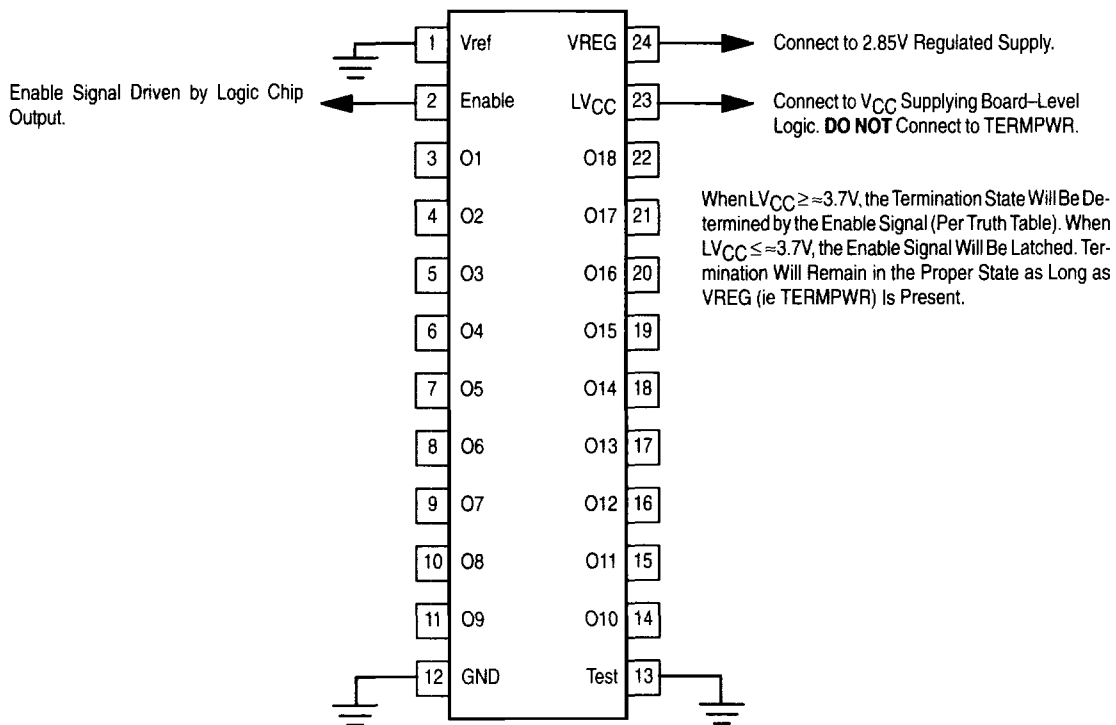 1 Vref VREG 24 Connect to 2.85V Regulated Supply.
Enable Signal Driven by Logic Chip
Output.
2 Enable LVCC 23 Connect to VCC Supplying Board–Level
Logic. DO NOT Connect to TERMPWR.
3 O1 O18 22
4 O2 O17 21
When LVCC ≥ ≈3.7V, the Termination State Will Be De-
termined by the Enable Signal (Per Truth Table). When
LVCC ≤ ≈3.7V, the Enable Signal Will Be Latched. Ter-
mination Will Remain in the Proper State as Long as
VREG (ie TERMPWR) Is Present.
5 O3 O16 20
6 O4 O15 19
7 O5 O14 18
8 O6 O13 17
9 O7 O12 16
10 O8 O11 15
11 O9 O10 14
12 GND Test 13